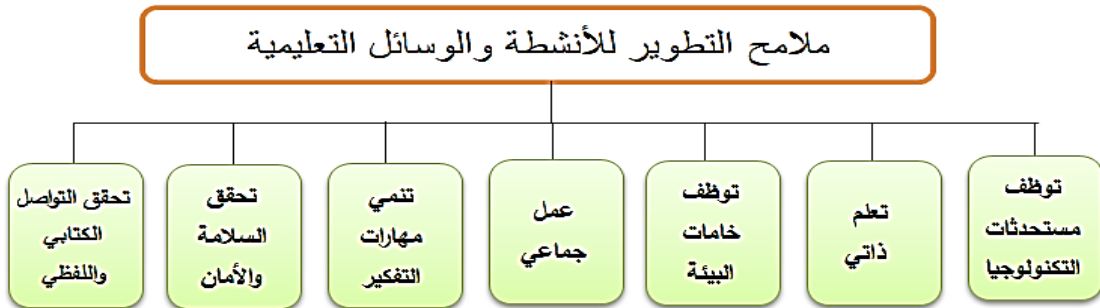 ملامح التطوير للأنشطة والوسائل التعليمية
توظف
مستحدثات
التكنولوجيا
تعلم
ذاتي
توظف
خامات
البيئة
عمل
جماعي
تنمي
مهارات
التفكير
تحقق
السلامة
والأمان
تحقق التواصل
الكتابي
واللفظي